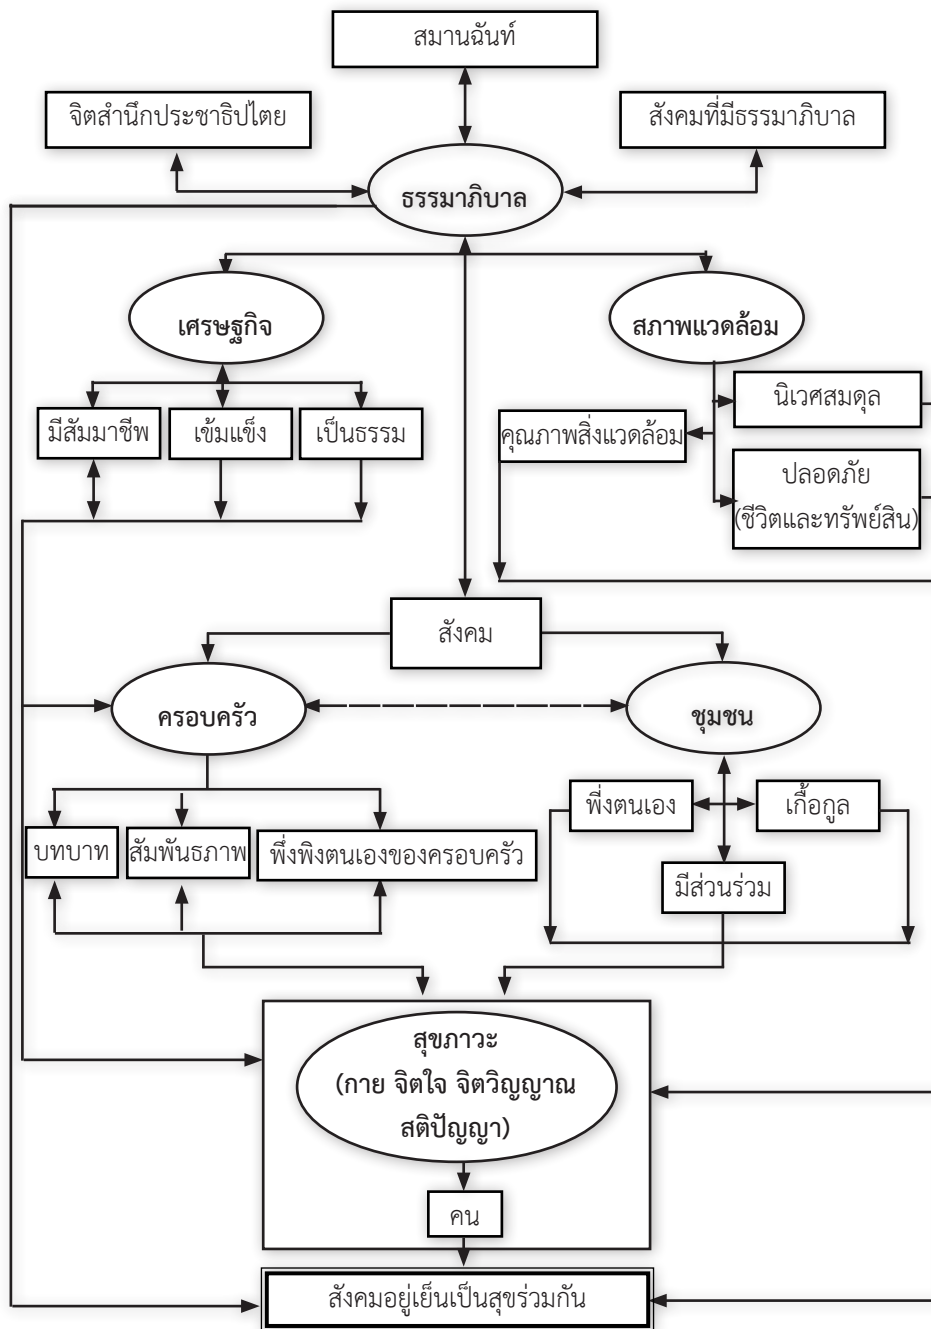 สมานฉันท์
จิตสำนึกประชาธิปไตย
สังคมที่มีธรรมาภิบาล
ธรรมาภิบาล
เศรษฐกิจ
สภาพแวดล้อม
มีสัมมาชีพ
เข้มแข็ง
เป็นธรรม
นิเวศสมดุล
คุณภาพสิ่งแวดล้อม
ปลอดภัย
(ชีวิตและทรัพย์สิน)
สังคม
ครอบครัว
ชุมชน
พึ่งตนเอง
เกื้อกูล
บทบาท
สัมพันธภาพ
พึ่งพิงตนเองของครอบครัว
มีส่วนร่วม
สุขภาวะ
(กาย จิตใจ จิตวิญญาณ
สติปัญญา)
คน
สังคมอยู่เย็นเป็นสุขร่วมกัน